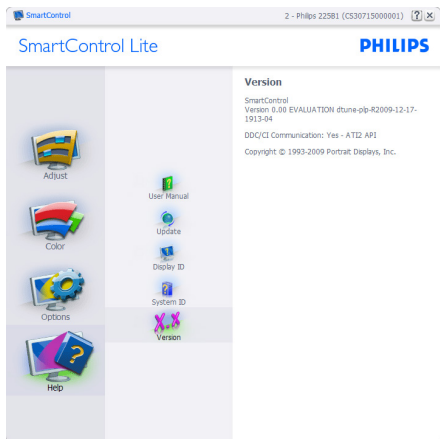 SmartControl
2 - Philips 225B1 (CS30715000001)
SmartControl Lite
PHILIPS
Version
SmartControl
Version 0.00 EVALUATION dtune-plp-R2009-12-17-
1913-04
DDC/CI Communication: Yes - ATI2 API
Copyright © 1993-2009 Portrait Displays, Inc.
Adjust
Color
Options
Help
User Manual
Update
Display ID
System ID
X.X
Version